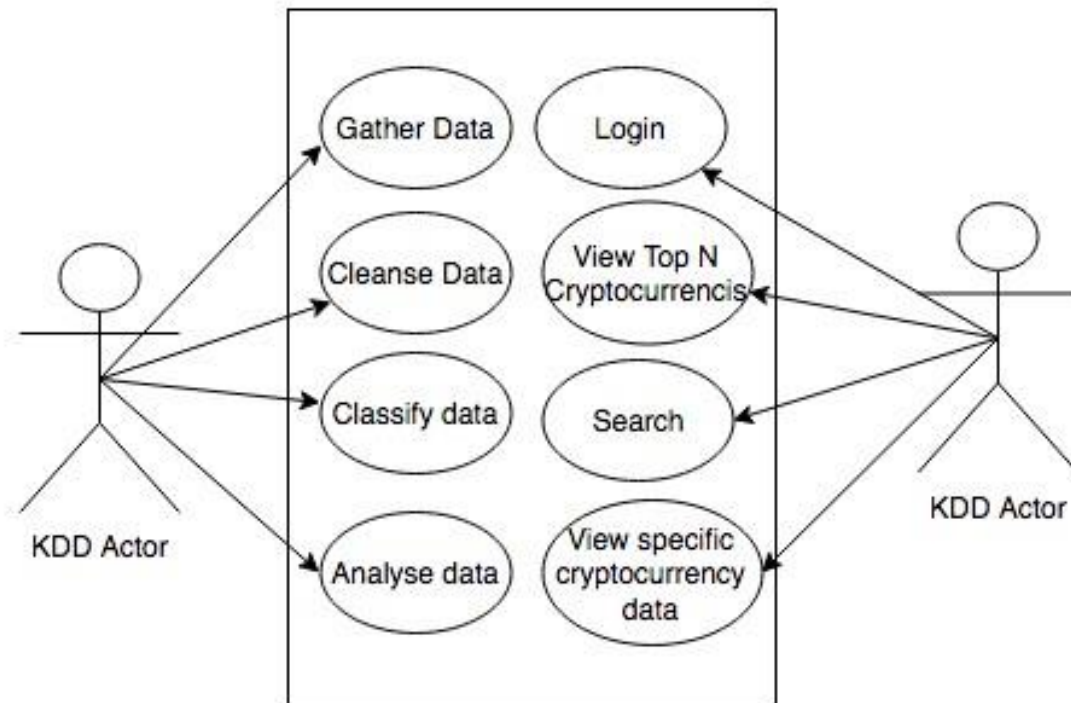 Gather Data
Login
Cleanse Data
View Top N
Cryptocurrencis
Classify data
Search
KDD Actor
KDD Actor
Analyse data
View specific
cryptocurrency
data